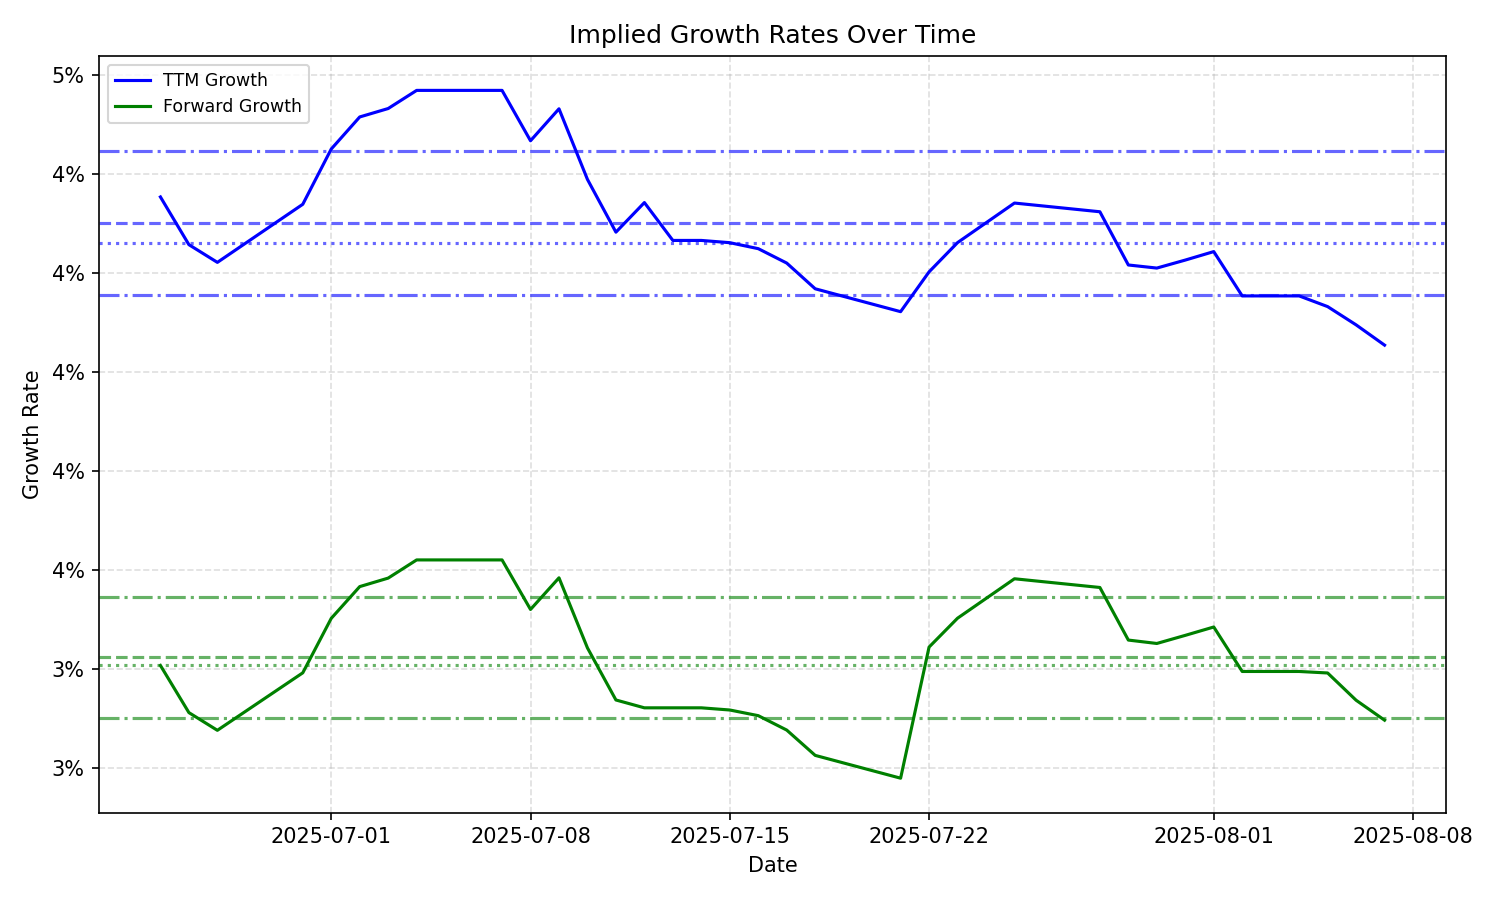 Implied Growth Rates Over Time
TTM Growth
Forward Growth
5%
4%
4%
4%
4%
4%
3%
3%
Growth Rate
2025-07-01
2025-07-08
2025-07-15
2025-07-22
2025-08-01
2025-08-08
Date